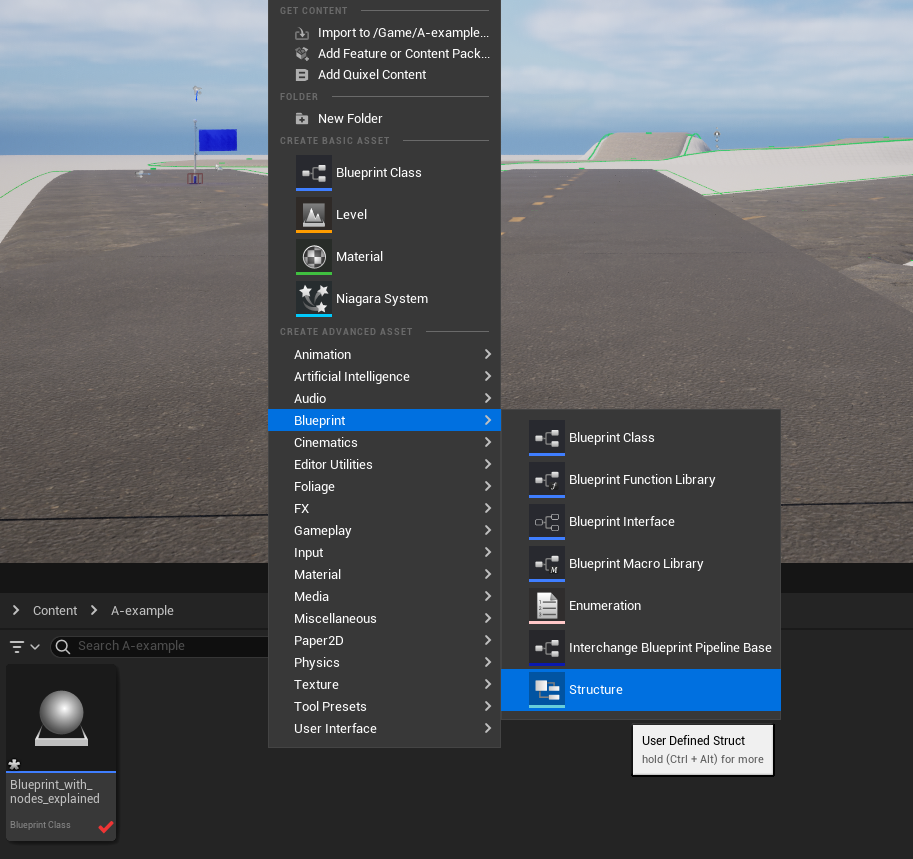 GET CONTENT
Import to /Game/A-example...
Add Feature or Content Pack...
Add Quixel Content
FOLDER
New Folder
CREATE BASIC ASSET
Blueprint Class
Level
Material
Niagara System
CREATE ADVANCED ASSET
Animation
Artificial Intelligence
Audio
Blueprint
Cinematics
Editor Utilities
Foliage
FX
Gameplay
Input
Material
Media
Miscellaneous
Paper2D
Physics
Texture
Tool Presets
User Interface
Blueprint Class
Blueprint Function Library
Blueprint Interface
Blueprint Macro Library
Enumeration
Interchange Blueprint Pipeline Base
Structure
User Defined Struct
hold (Ctrl + Alt) for more
Content
A-example
Search A-example
Blueprint_with_
nodes_explained
Blueprint Class